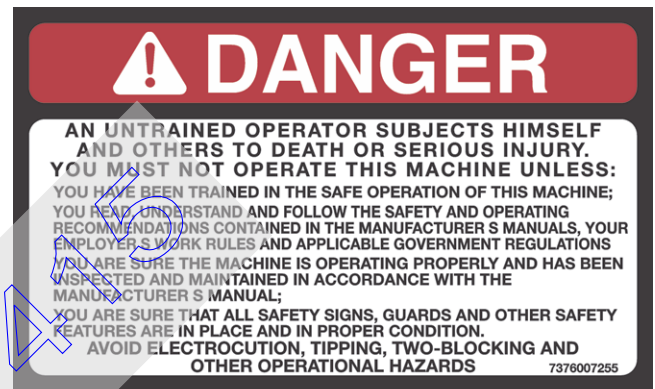 DANGER
AN UNTRAINED OPERATOR SUBJECTS HIMSELF
AND OTHERS TO DEATH OR SERIOUS INJURY.
YOU MUST NOT OPERATE THIS MACHINE UNLESS:
YOU HAVE BEEN TRAINED IN THE SAFE OPERATION OF THIS MACHINE;
YOU READ, UNDERSTAND AND FOLLOW THE SAFETY AND OPERATING
RECOMMENDATIONS CONTAINED IN THE MANUFACTURER S MANUALS, YOUR
EMPLOYER S WORK RULES AND APPLICABLE GOVERNMENT REGULATIONS
YOU ARE SURE THE MACHINE IS OPERATING PROPERLY AND HAS BEEN
INSPECTED AND MAINTAINED IN ACCORDANCE WITH THE
MANUFACTURER S MANUAL;
YOU ARE SURE THAT ALL SAFETY SIGNS, GUARDS AND OTHER SAFETY
FEATURES ARE IN PLACE AND IN PROPER CONDITION.
AVOID ELECTROCUTION, TIPPING, TWO-BLOCKING AND
OTHER OPERATIONAL HAZARDS
7376007255
415